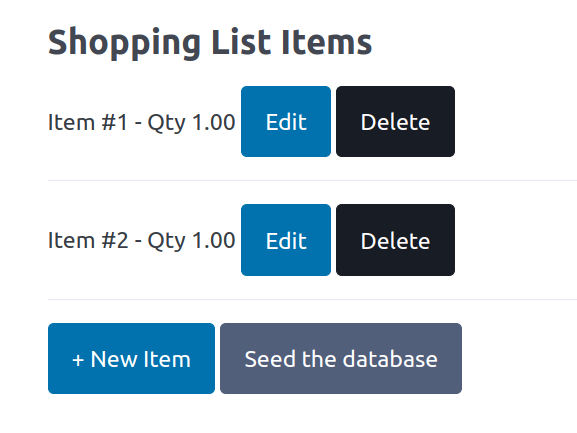 Shopping List Items
Item #1 - Qty 1.00 Edit Delete
Item #2 - Qty 1.00 Edit Delete
+ New Item Seed the database